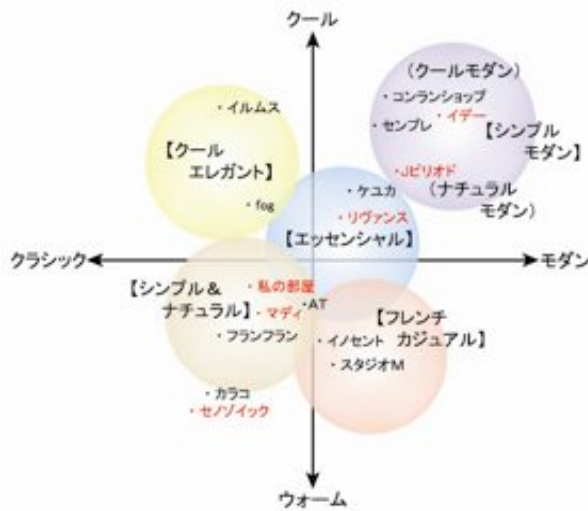 クール
(クールモダン)
・コンランショップ
・イルムス
・イデー
・センプレ
【シンプル
モダン】
【クール
エレガント】
・Jピリオド
・ケユカ
(ナチュラル
モダン)
・fog
・リヴァンス
【エッセンシャル】
クラシック
モダン
【シンプル&
ナチュラル】
・私の部屋
・AT
・マディ
【フレンチ
カジュアル】
・フランフラン
・イノセント
・スタジオM
・カラコ
・セノゾイック
ウォーム